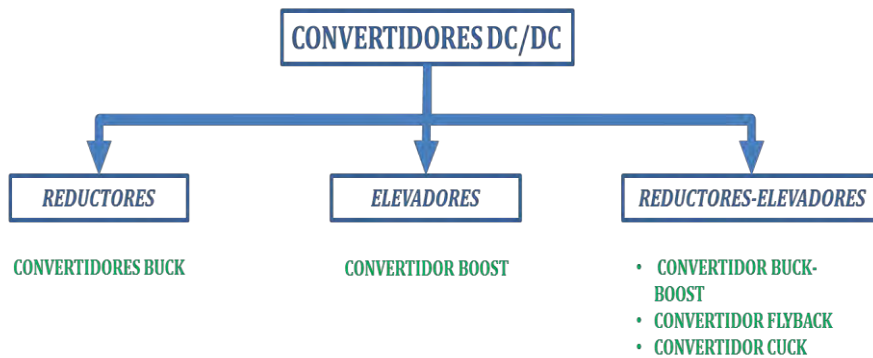 CONVERTIDORES DC/DC
REDUCTORES
ELEVADORES
REDUCTORES-ELEVADORES
CONVERTIDORES BUCK
CONVERTIDOR BOOST
• CONVERTIDOR BUCK-
BOOST
• CONVERTIDOR FLYBACK
• CONVERTIDOR CUCK